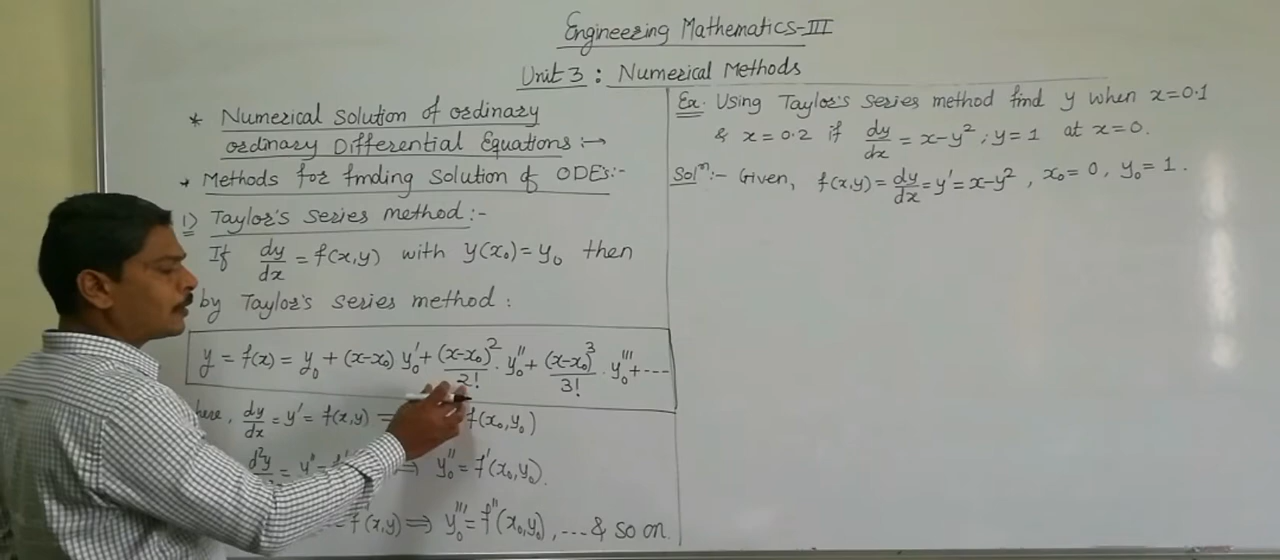 Engineering Mathematics-III
Unit 3 : Numerical Methods
* Numerical Solution of ordinary
ordinary Differential Equations :→
* Methods for finding Solution of ODEs:-
1) Taylor's Series method :-
If dy/dx = f(x,y) with y(x₀) = y₀ then
by Taylor's series method :
y = f(x) = y₀ + (x-x₀) y₀' + (x-x₀)²/2! . y₀'' + (x-x₀)³/3! . y₀''' + ---
here, dy/dx = y' = f(x,y) ⇒ f(x₀,y₀)
d²y = y'' = ⇒ y₀'' = f'(x₀,y₀).
= f''(x,y) ⇒ y₀''' = f''(x₀,y₀), ---- & so on.
Ex. Using Taylor's series method find y when x=0.1
& x = 0.2 if dy/dx = x-y² ; y=1 at x=0.
Solⁿ:- Given, f(x,y) = dy/dx = y' = x-y² , x₀=0, y₀=1.